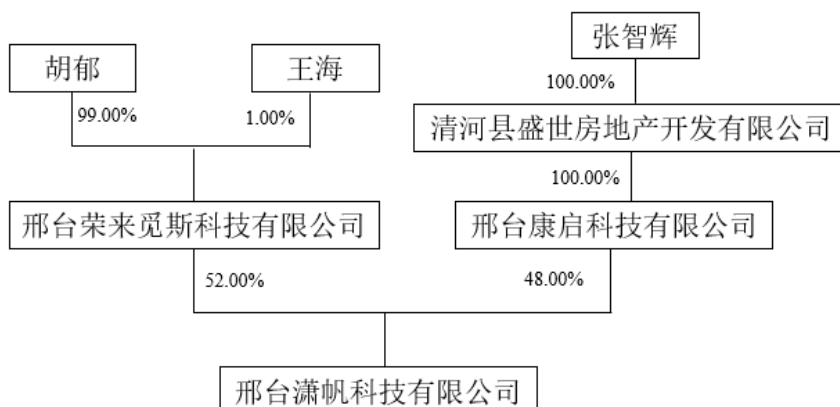 张智辉
胡郁
王海
100.00%
99.00%
1.00%
清河县盛世房地产开发有限公司
100.00%
邢台荣来觅斯科技有限公司
邢台康启科技有限公司
52.00%
48.00%
邢台潇帆科技有限公司